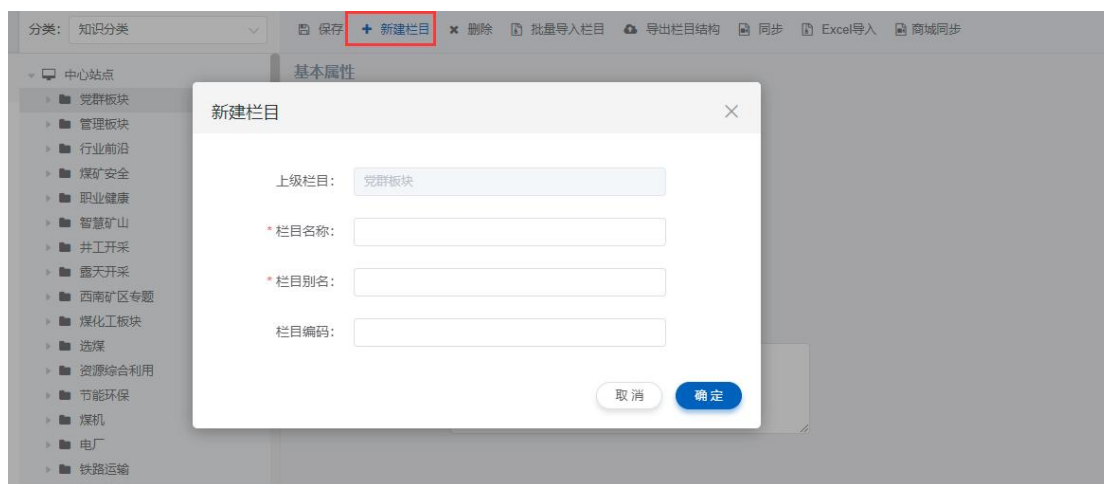 分类: 知识分类
保存 新建栏目 删除 批量导入栏目 导出栏目结构 同步 Excel导入 商城同步
中心站点
基本属性
党群板块
管理板块
行业前沿
煤矿安全
职业健康
智慧矿山
井工开采
露天开采
西南矿区专题
煤化工板块
选煤
资源综合利用
节能环保
煤机
电厂
铁路运输
新建栏目
上级栏目: 党群板块
*栏目名称:
*栏目别名:
栏目编码:
取消 确定